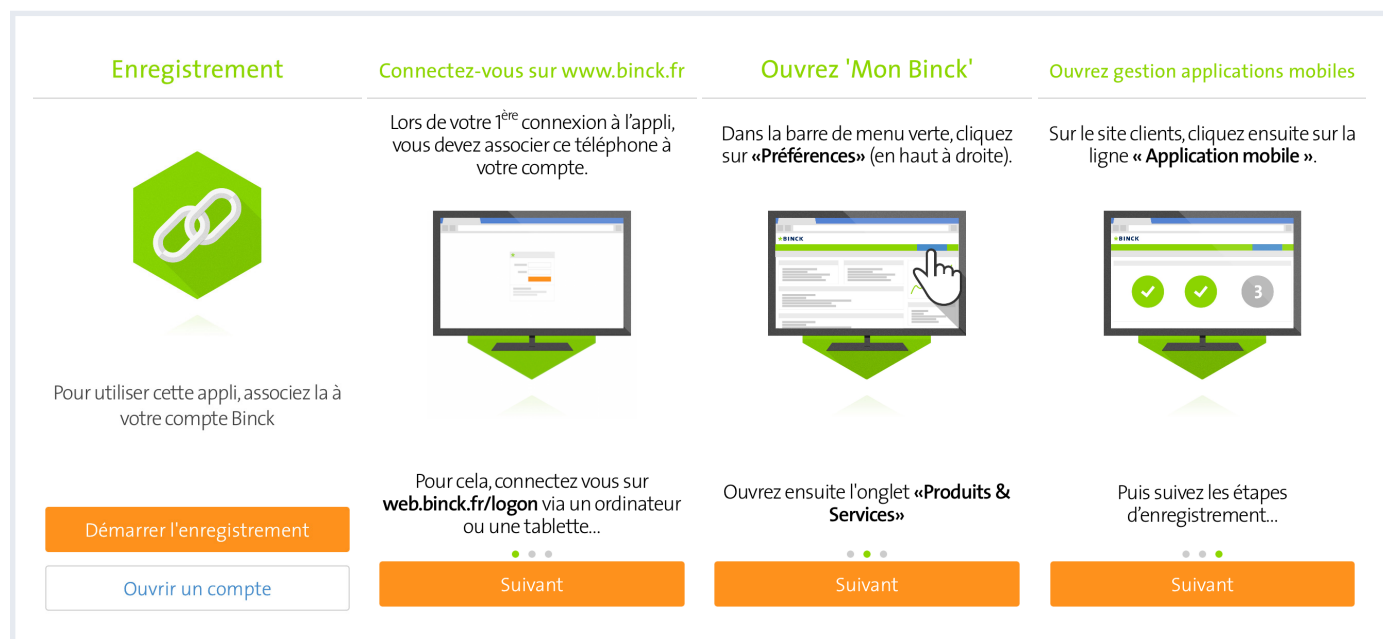 Enregistrement
Pour utiliser cette appli, associez la à
votre compte Binck
Démarrer l'enregistrement
Ouvrir un compte
Connectez-vous sur www.binck.fr
Lors de votre 1ère connexion à l’appli,
vous devez associer ce téléphone à
votre compte.
Pour cela, connectez vous sur
web.binck.fr/logon via un ordinateur
ou une tablette...
Suivant
Ouvrez 'Mon Binck'
Dans la barre de menu verte, cliquez
sur «Préférences» (en haut à droite).
BINCK
Ouvrez ensuite l'onglet «Produits &
Services»
Suivant
Ouvrez gestion applications mobiles
Sur le site clients, cliquez ensuite sur la
ligne « Application mobile ».
BINCK
3
Puis suivez les étapes
d’enregistrement...
Suivant